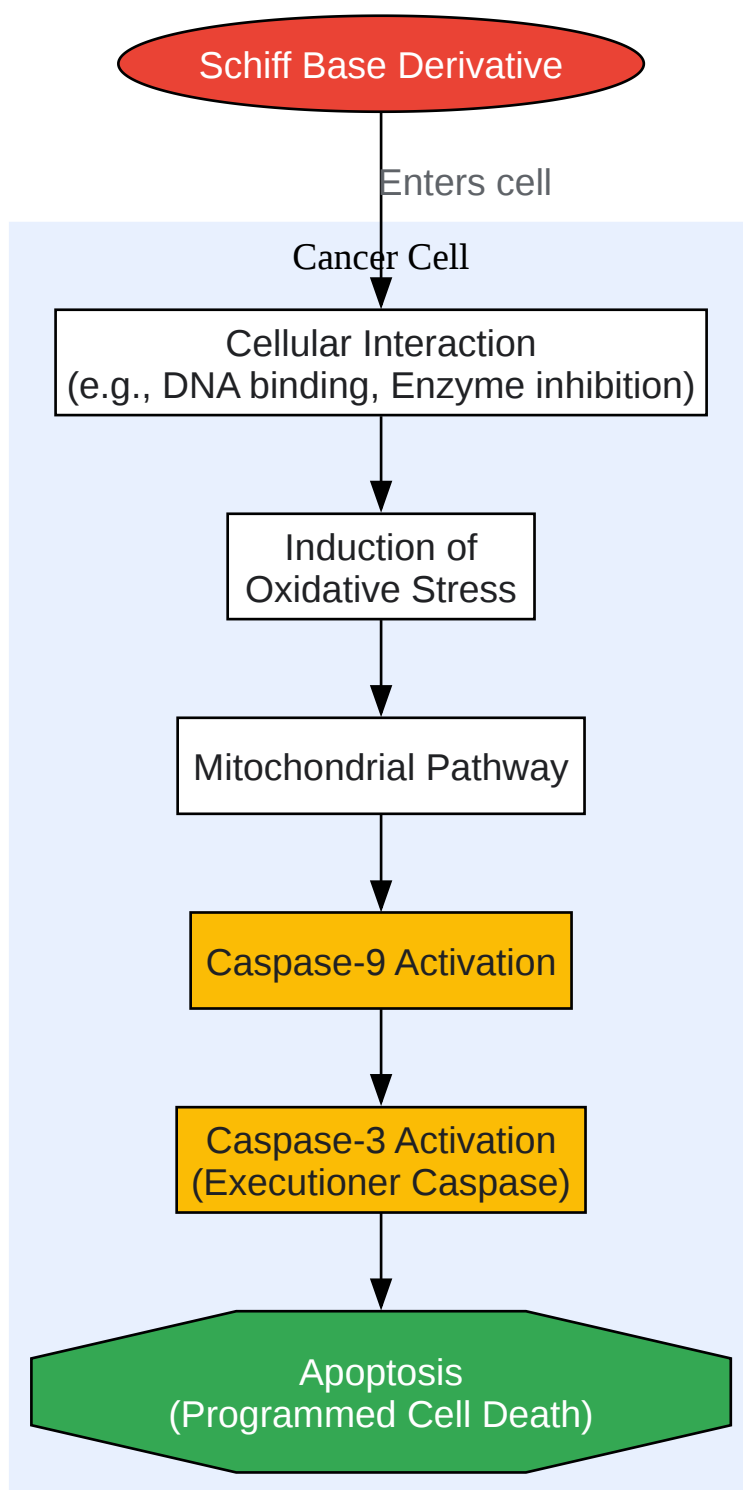 Schiff Base Derivative
Enters cell
Cancer Cell
Cellular Interaction
(e.g., DNA binding, Enzyme inhibition)
Induction of
Oxidative Stress
Mitochondrial Pathway
Caspase-9 Activation
Caspase-3 Activation
(Executioner Caspase)
Apoptosis
(Programmed Cell Death)